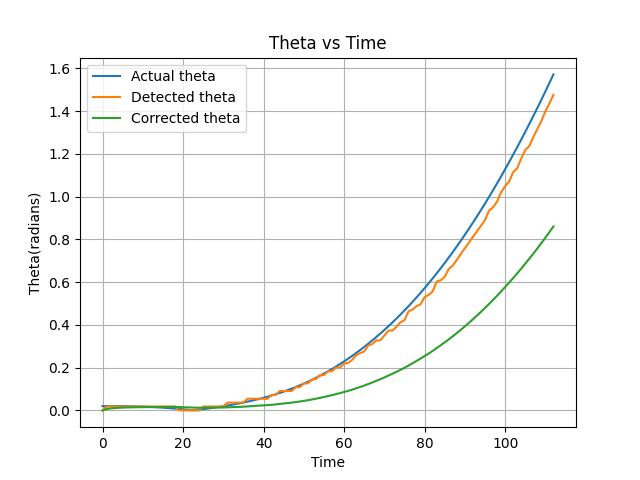 Theta vs Time
Actual theta
Detected theta
Corrected theta
Theta(radians)
1.6
1.4
1.2
1.0
0.8
0.6
0.4
0.2
0.0
0 20 40 60 80 100
Time